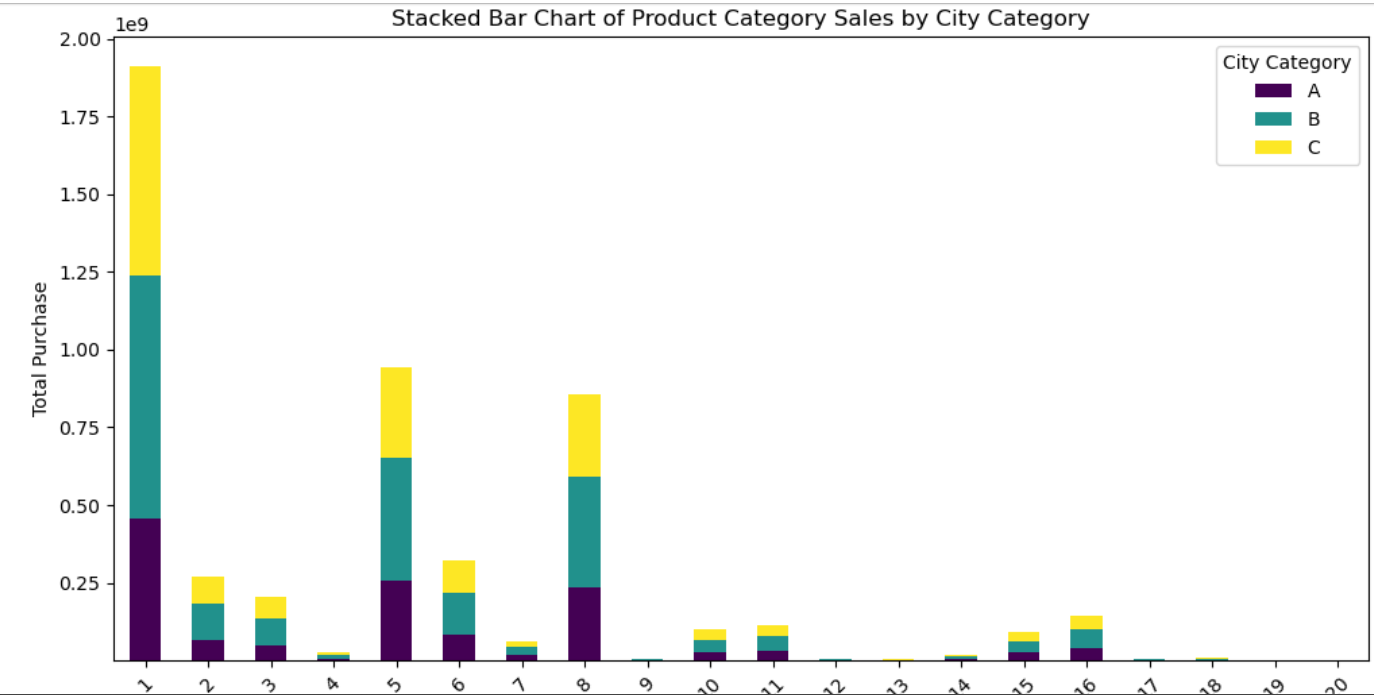 Stacked Bar Chart of Product Category Sales by City Category
1e9
2.00
1.75
1.50
1.25
1.00
0.75
0.50
0.25
Total Purchase
City Category
A
B
C
1 2 3 4 5 6 7 8 9 10 11 12 13 14 15 16 17 18 19 20